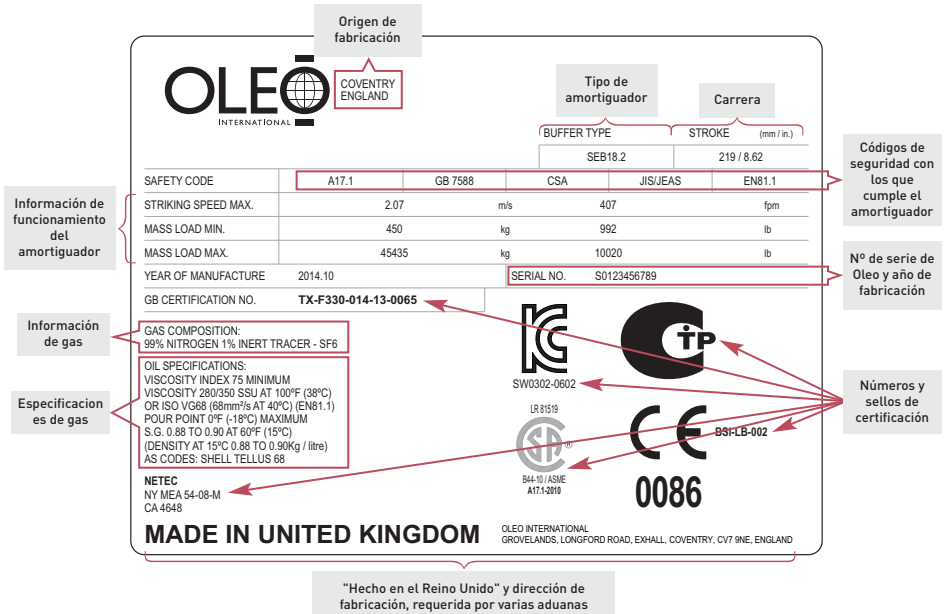 Origen de
fabricación
OLEO
INTERNATIONAL
COVENTRY
ENGLAND
Tipo de
amortiguador
Carrera
BUFFER TYPE STROKE (mm / in.)
SEB18.2 219 / 8.62
Códigos de
seguridad con
los que
cumple el
amortiguador
SAFETY CODE A17.1 GB 7588 CSA JIS/JEAS EN81.1
Información de
funcionamiento
del
amortiguador
STRIKING SPEED MAX. 2.07 m/s 407 fpm
MASS LOAD MIN. 450 kg 992 lb
MASS LOAD MAX. 45435 kg 10020 lb
YEAR OF MANUFACTURE 2014.10 SERIAL NO. S0123456789
Nº de serie de
Oleo y año de
fabricación
GB CERTIFICATION NO. TX-F330-014-13-0065
Información
de gas
GAS COMPOSITION:
99% NITROGEN 1% INERT TRACER - SF6
Especificacion
es de gas
OIL SPECIFICATIONS:
VISCOSITY INDEX 75 MINIMUM
VISCOSITY 280/350 SSU AT 100ºF (38ºC)
OR ISO VG68 (68mm²/s AT 40ºC) (EN81.1)
POUR POINT 0ºF (-18ºC) MAXIMUM
S.G. 0.88 TO 0.90 AT 60ºF (15ºC)
(DENSITY AT 15ºC 0.88 TO 0.90Kg / litre)
AS CODES: SHELL TELLUS 68
KC
SW0302-0602
CTP
LR 81519
SA ®
B44-10 / ASME
A17.1-2010
CE
BSI-LB-002
0086
Números y
sellos de
certificación
NETEC
NY MEA 54-08-M
CA 4648
MADE IN UNITED KINGDOM
OLEO INTERNATIONAL
GROVELANDS, LONGFORD ROAD, EXHALL, COVENTRY, CV7 9NE, ENGLAND
"Hecho en el Reino Unido" y dirección de
fabricación, requerida por varias aduanas